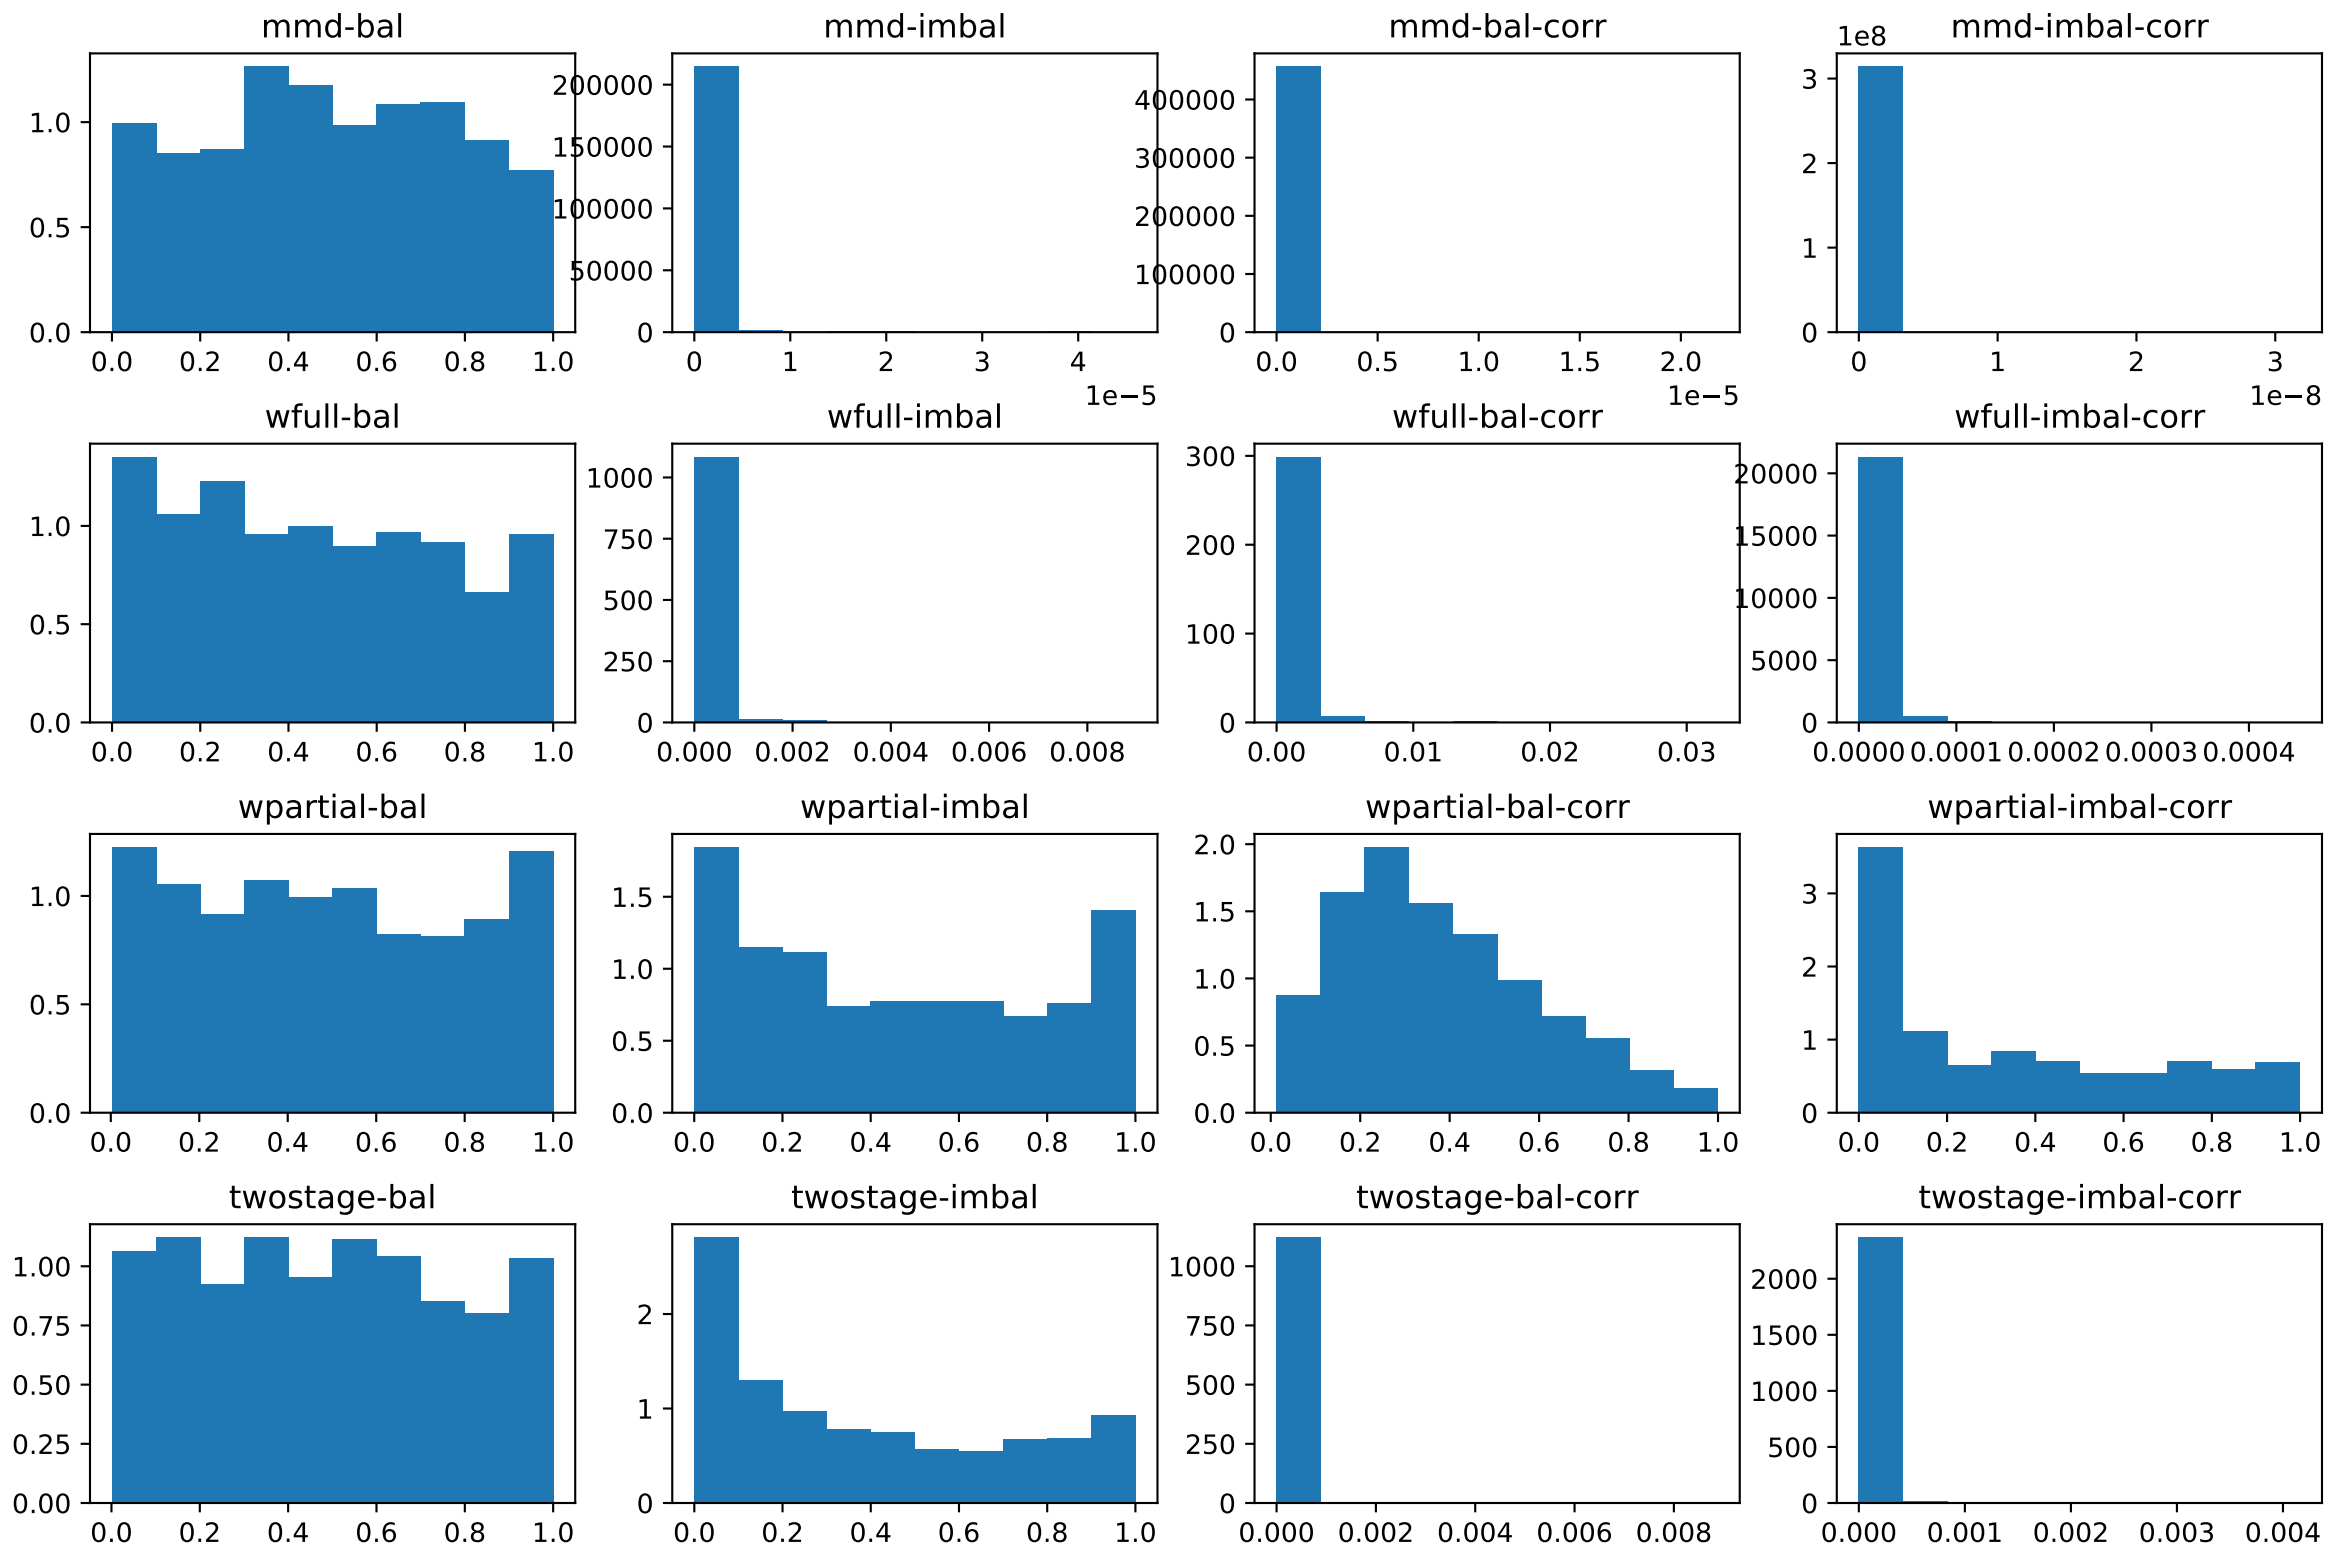 mmd-bal
mmd-imbal
mmd-bal-corr
mmd-imbal-corr
1.0
0.5
0.0
0.0 0.2 0.4 0.6 0.8 1.0
200000
150000
100000
50000
0
0 1 2 3 4
1e−5
400000
300000
200000
100000
0
0.0 0.5 1.0 1.5 2.0
1e−5
1e8
3
2
1
0
0 1 2 3
1e−8
wfull-bal
wfull-imbal
wfull-bal-corr
wfull-imbal-corr
1.0
0.5
0.0
0.0 0.2 0.4 0.6 0.8 1.0
1000
750
500
250
0
0.000 0.002 0.004 0.006 0.008
300
200
100
0
0.00 0.01 0.02 0.03
20000
15000
10000
5000
0
0.0000 0.0001 0.0002 0.0003 0.0004
wpartial-bal
wpartial-imbal
wpartial-bal-corr
wpartial-imbal-corr
1.0
0.5
0.0
0.0 0.2 0.4 0.6 0.8 1.0
1.5
1.0
0.5
0.0
0.0 0.2 0.4 0.6 0.8 1.0
2.0
1.5
1.0
0.5
0.0
0.0 0.2 0.4 0.6 0.8 1.0
3
2
1
0
0.0 0.2 0.4 0.6 0.8 1.0
twostage-bal
twostage-imbal
twostage-bal-corr
twostage-imbal-corr
1.00
0.75
0.50
0.25
0.00
0.0 0.2 0.4 0.6 0.8 1.0
2
1
0
0.0 0.2 0.4 0.6 0.8 1.0
1000
750
500
250
0
0.000 0.002 0.004 0.006 0.008
2000
1500
1000
500
0
0.000 0.001 0.002 0.003 0.004